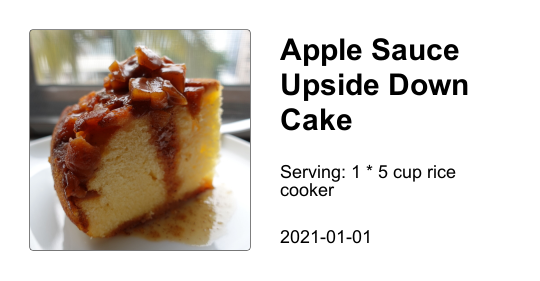 Apple Sauce
Upside Down
Cake
Serving: 1 * 5 cup rice
cooker
2021-01-01